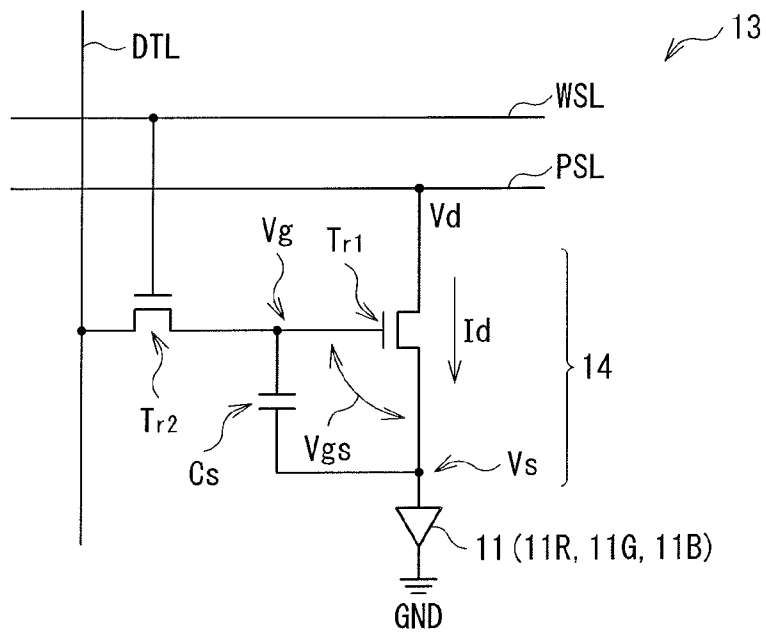 DTL
13
WSL
PSL
Vd
Vg
Tr1
Id
14
Tr2
Cs
Vgs
Vs
11 (11R, 11G, 11B)
GND